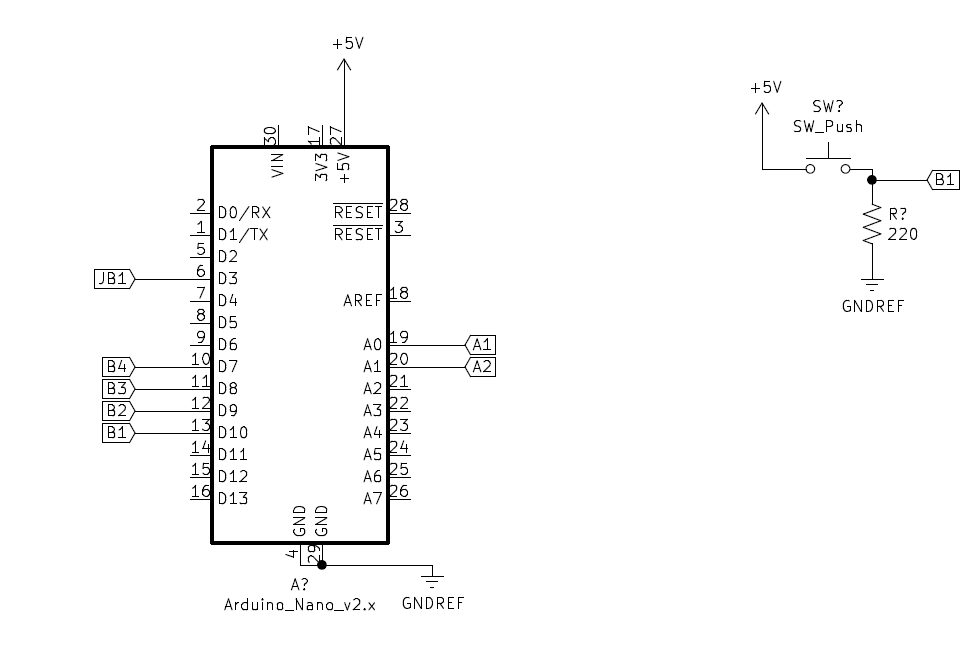 +5V
30
17
27
VIN
3V3
+5V
2
D0/RX
RESET
28
1
D1/TX
RESET
3
5
D2
JB1
6
D3
7
D4
AREF
18
8
D5
9
D6
A0
19
A1
B4
10
D7
A1
20
A2
B3
11
D8
A2
21
B2
12
D9
A3
22
B1
13
D10
A4
23
14
D11
A5
24
15
D12
A6
25
16
D13
A7
26
GND
GND
4
29
A?
Arduino_Nano_v2.x
GNDREF
+5V
SW?
SW_Push
B1
R?
220
GNDREF